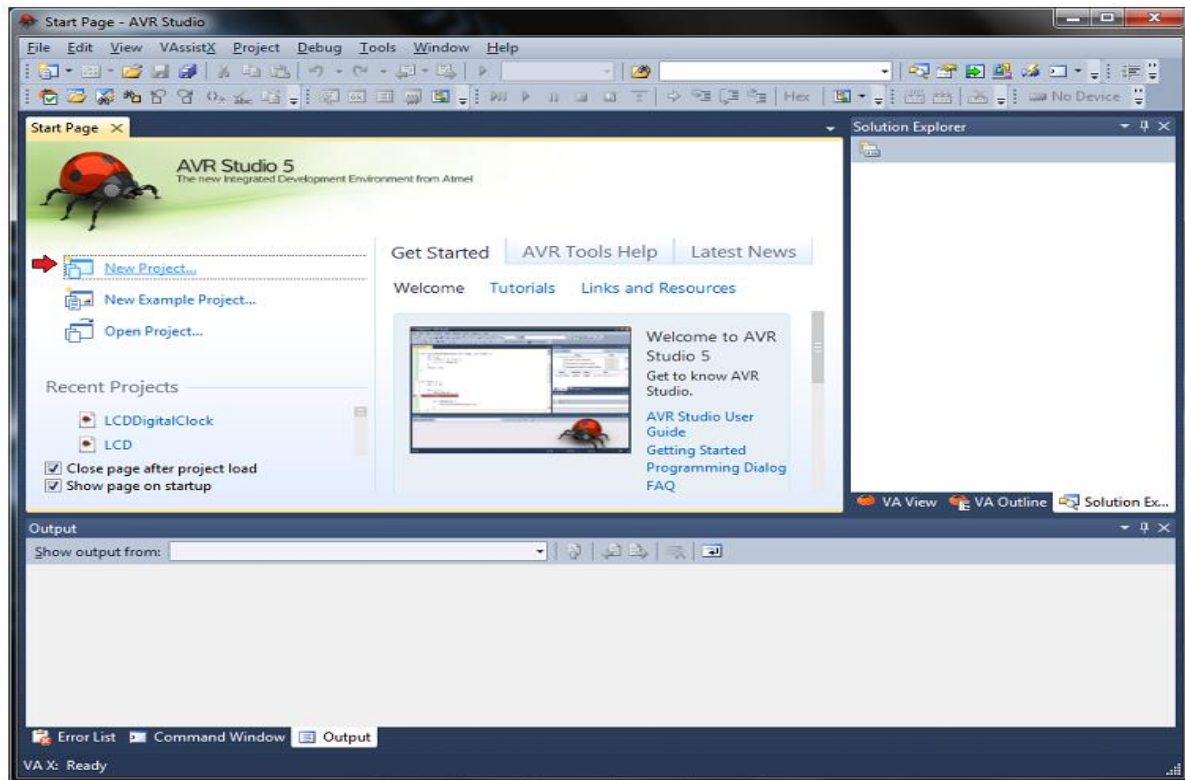 Start Page - AVR Studio
File Edit View VAssistX Project Debug Tools Window Help
Hex
No Device
Start Page
AVR Studio 5
The new Integrated Development Environment from Atmel
New Project...
New Example Project...
Open Project...
Recent Projects
LCDDigitalClock
LCD
Close page after project load
Show page on startup
Get Started AVR Tools Help Latest News
Welcome Tutorials Links and Resources
Welcome to AVR
Studio 5
Get to know AVR
Studio.
AVR Studio User
Guide
Getting Started
Programming Dialog
FAQ
Solution Explorer
VA View VA Outline Solution Ex...
Output
Show output from:
Error List Command Window Output
VA X: Ready